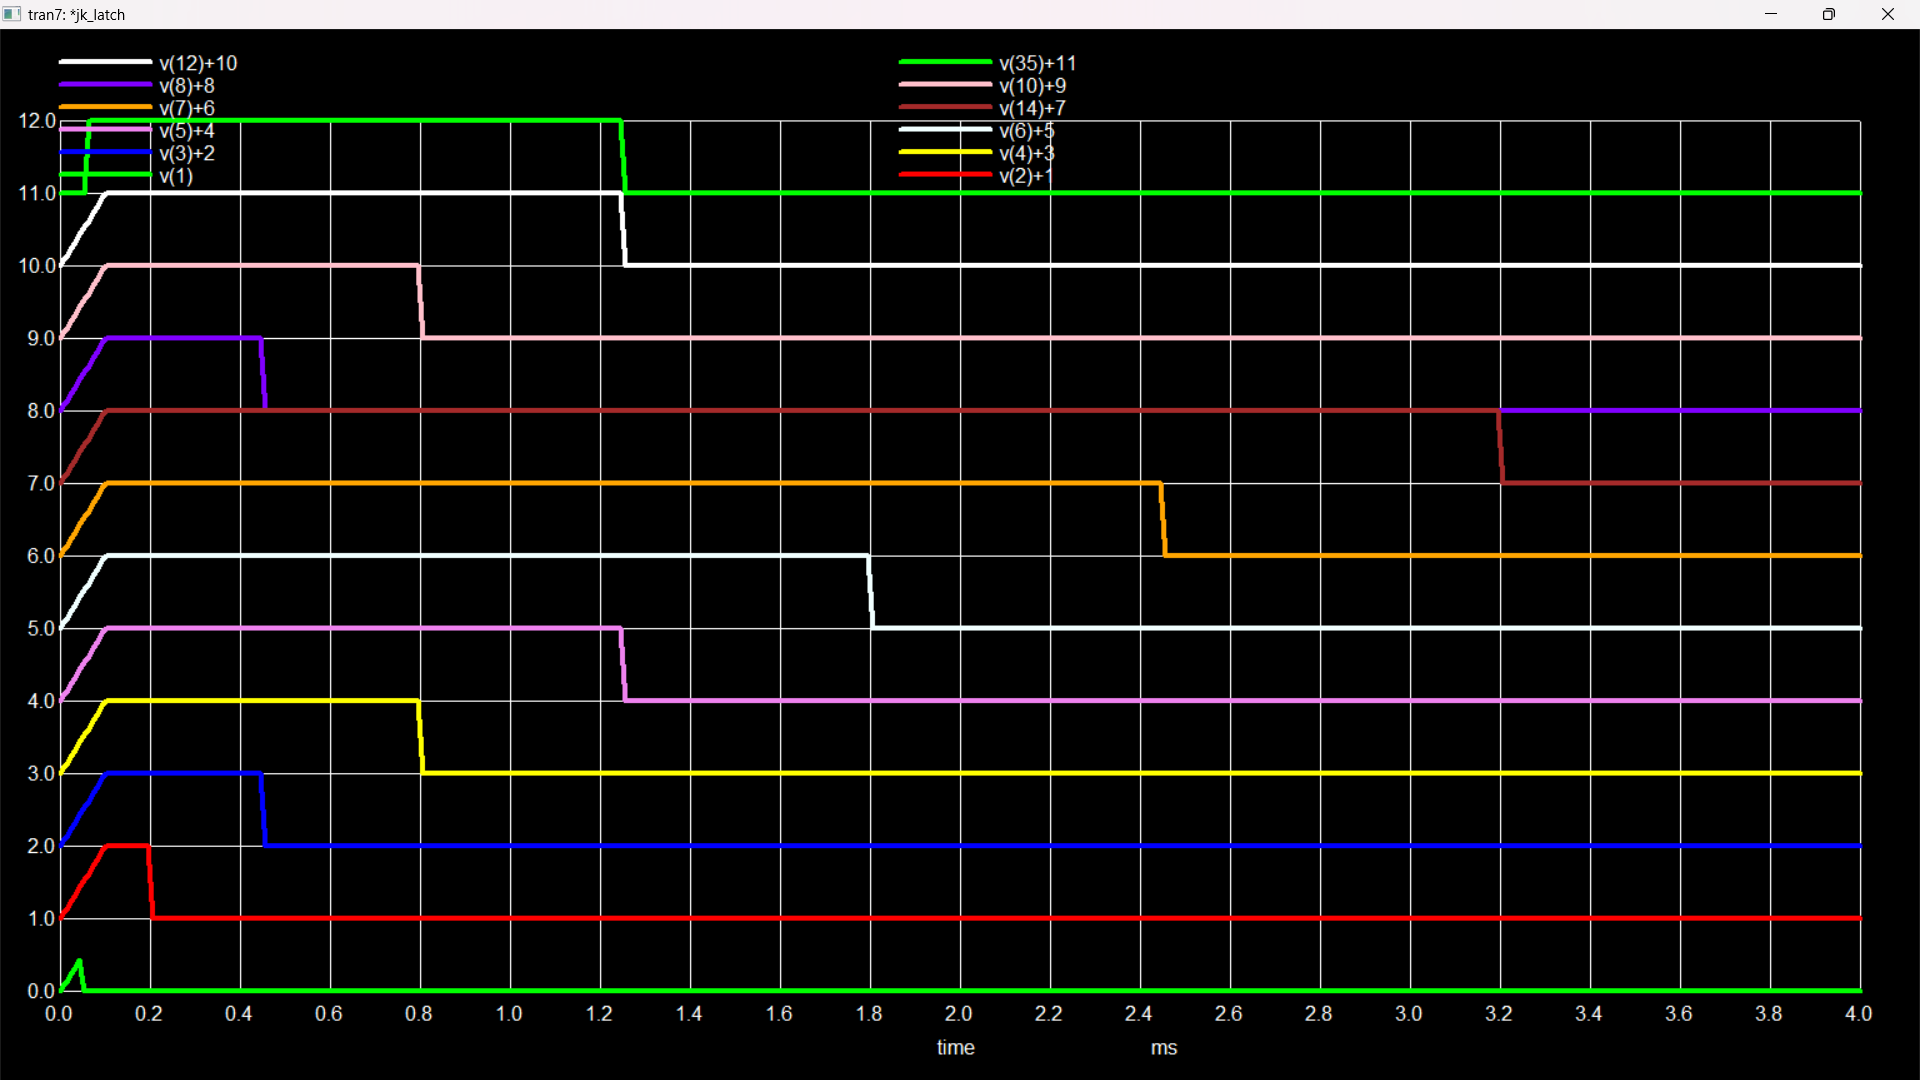 tran7: *jk_latch
v(12)+10
v(8)+8
v(7)+6
v(5)+4
v(3)+2
v(1)
v(35)+11
v(10)+9
v(14)+7
v(6)+5
v(4)+3
v(2)+1
12.0
11.0
10.0
9.0
8.0
7.0
6.0
5.0
4.0
3.0
2.0
1.0
0.0
0.0 0.2 0.4 0.6 0.8 1.0 1.2 1.4 1.6 1.8 2.0 2.2 2.4 2.6 2.8 3.0 3.2 3.4 3.6 3.8 4.0
time ms